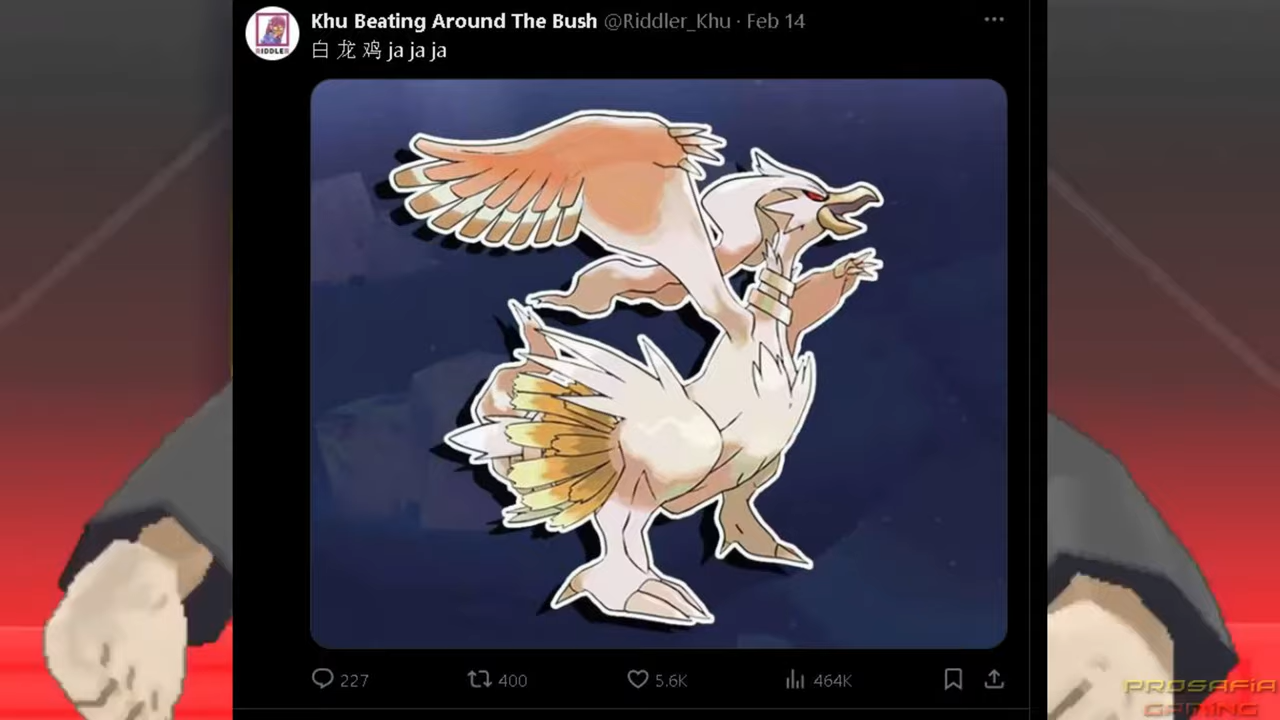 Khu Beating Around The Bush @Riddler_Khu · Feb 14
白 龙 鸡 ja ja ja
RIDDLER
227 400 5.6K 464K
PROSAFiA
GAMiNG